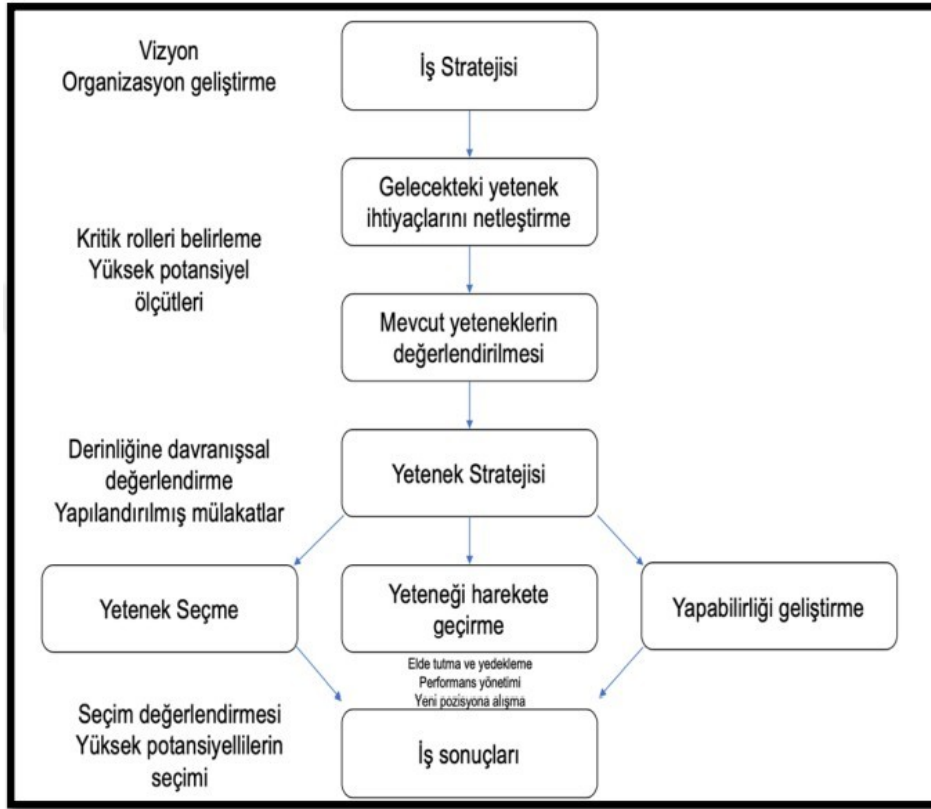 Vizyon
Organizasyon geliştirme
İş Stratejisi
Gelecekteki yetenek
ihtiyaçlarını netleştirme
Kritik rolleri belirleme
Yüksek potansiyel
ölçütleri
Mevcut yeteneklerin
değerlendirilmesi
Derinliğine davranışsal
değerlendirme
Yapılandırılmış mülakatlar
Yetenek Stratejisi
Yetenek Seçme
Yeteneği harekete
geçirme
Yapabilirliği geliştirme
Elde tutma ve yedekleme
Performans yönetimi
Yeni pozisyona alışma
Seçim değerlendirmesi
Yüksek potansiyellilerin
seçimi
İş sonuçları